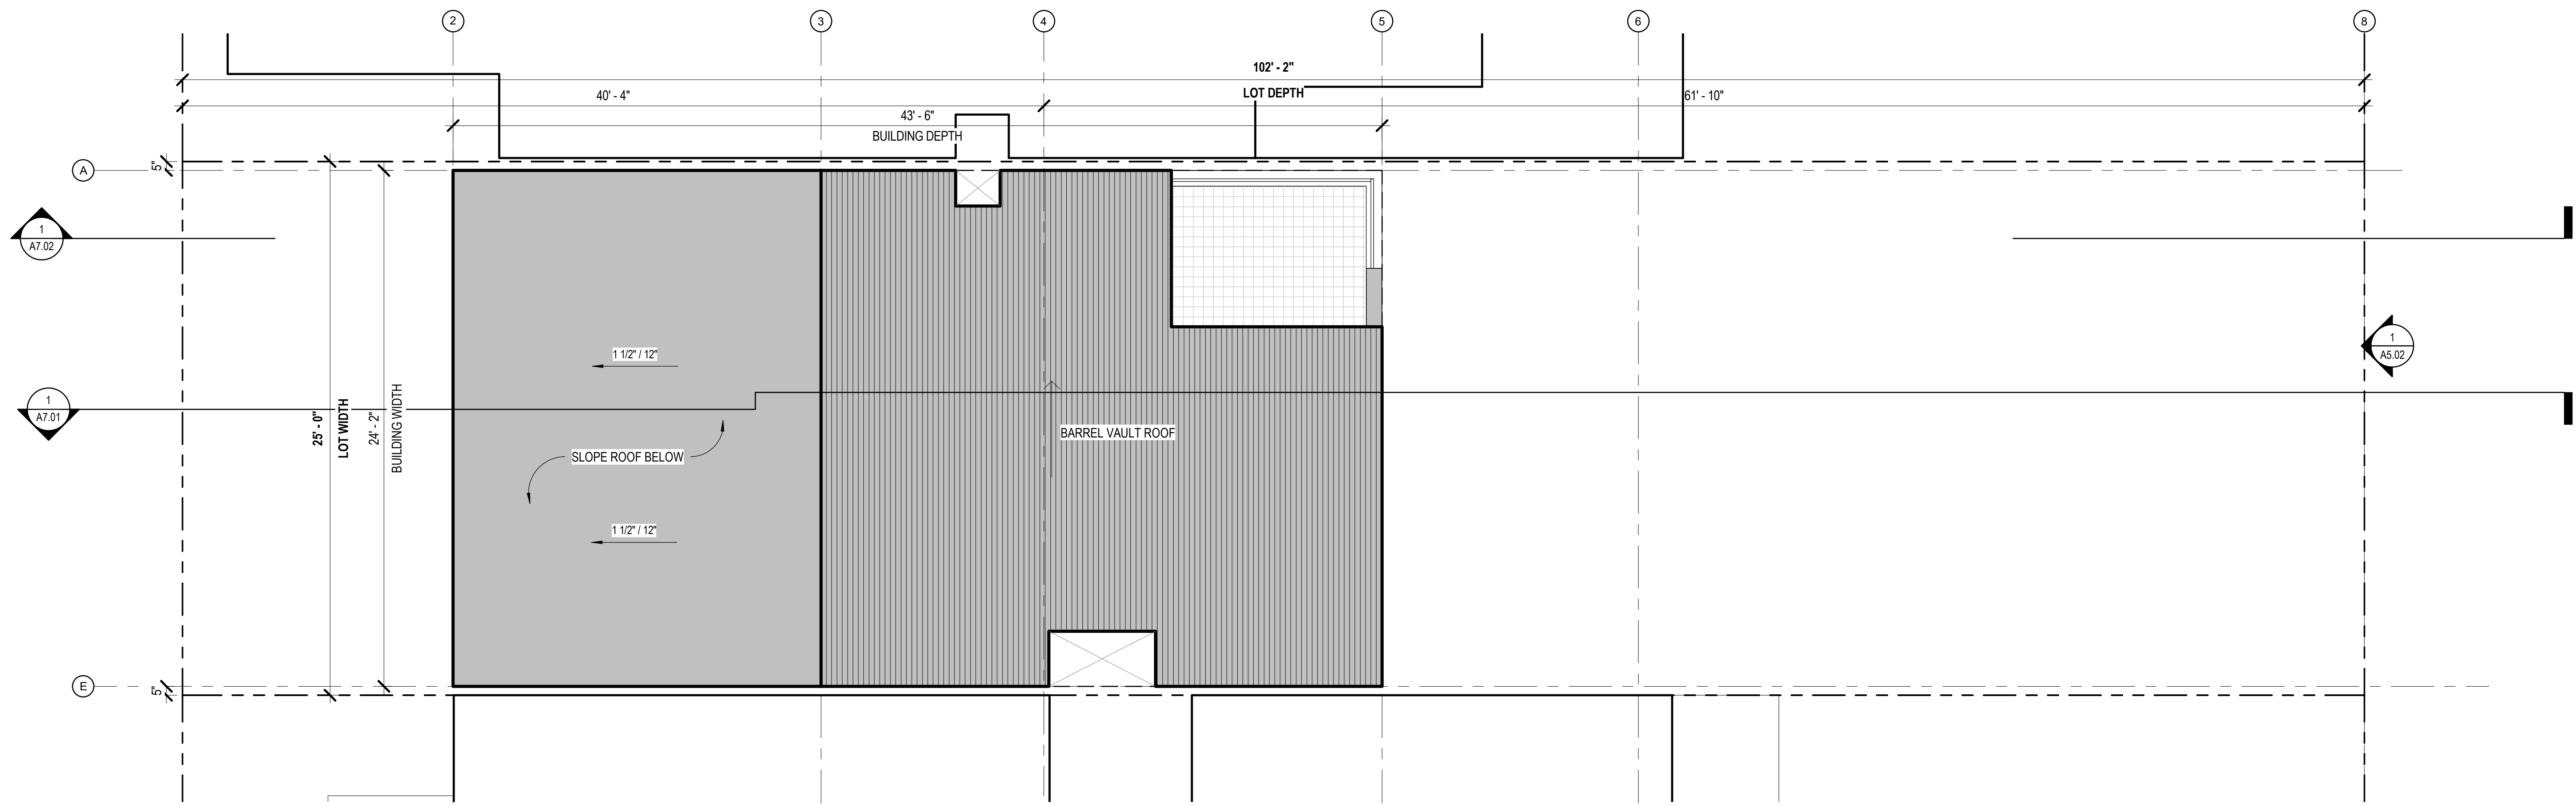 2
3
4
5
6
8
102' - 2"
LOT DEPTH
40' - 4"
61' - 10"
43' - 6"
BUILDING DEPTH
A
5"
1
A7.02
1 1/2" / 12"
1
A5.02
1
A7.01
25' - 0"
LOT WIDTH
24' - 2"
BUILDING WIDTH
BARREL VAULT ROOF
SLOPE ROOF BELOW
1 1/2" / 12"
E
5"